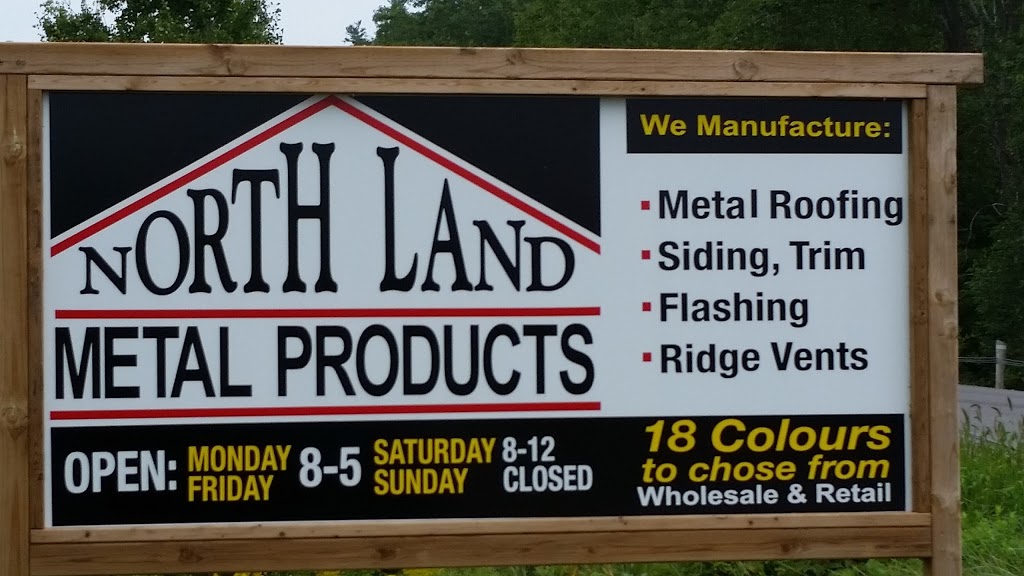 NORTH LAND
METAL PRODUCTS
We Manufacture:
Metal Roofing
Siding, Trim
Flashing
Ridge Vents
OPEN: MONDAY FRIDAY 8-5
SATURDAY 8-12
SUNDAY CLOSED
18 Colours
to chose from
Wholesale & Retail